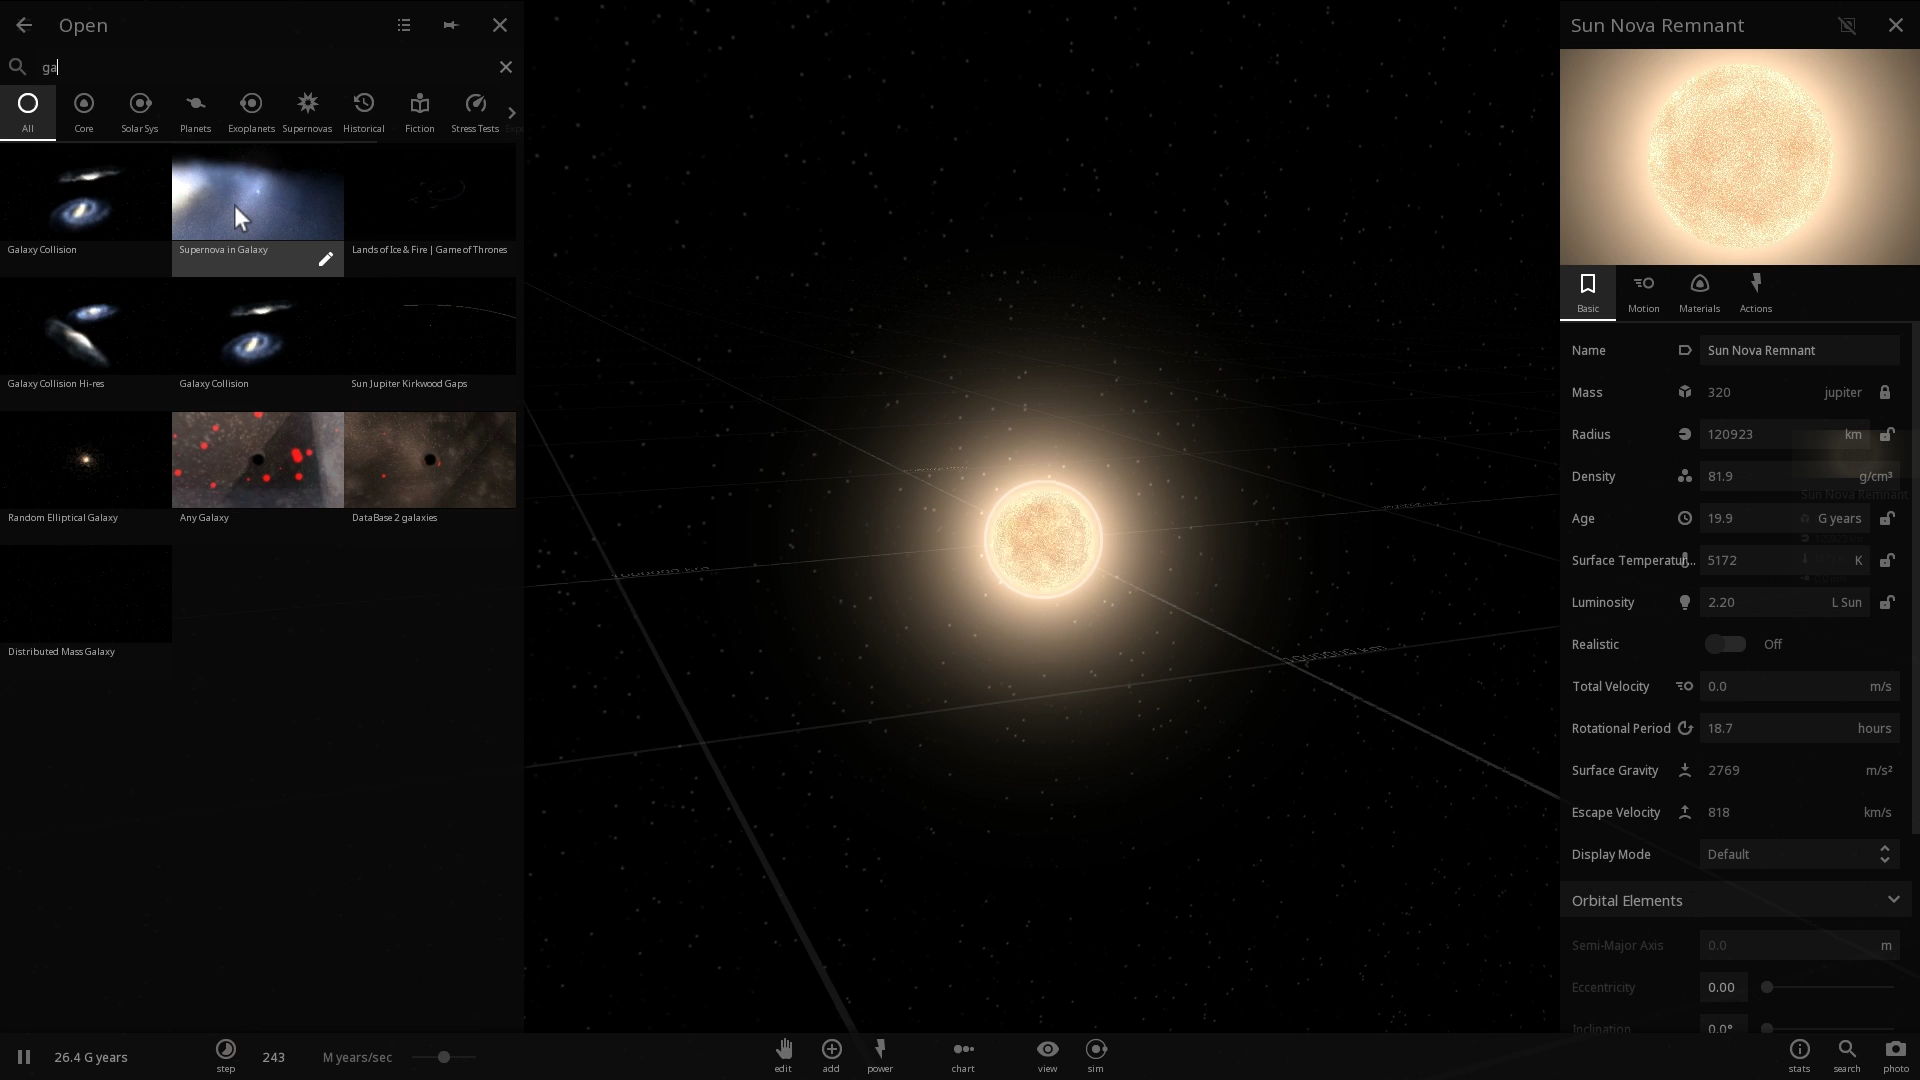 Open
ga
All
Core
Solar Sys
Planets
Exoplanets
Supernovas
Historical
Fiction
Stress Tests
Galaxy Collision
Supernova in Galaxy
Lands of Ice & Fire | Game of Thrones
Galaxy Collision Hi-res
Galaxy Collision
Sun Jupiter Kirkwood Gaps
Random Elliptical Galaxy
Any Galaxy
DataBase 2 galaxies
Distributed Mass Galaxy
Sun Nova Remnant
Basic
Motion
Materials
Actions
Name Sun Nova Remnant
Mass 320 jupiter
Radius 120923 km
Density 81.9 g/cm³
Sun Nova Remnant
Age 19.9 G years
Surface Temperatur... 5172 K
Luminosity 2.20 L Sun
Realistic Off
Total Velocity 0.0 m/s
Rotational Period 18.7 hours
Surface Gravity 2769 m/s²
Escape Velocity 818 km/s
Display Mode Default
Orbital Elements
Semi-Major Axis 0.0 m
Eccentricity 0.00
Inclination 0.0°
26.4 G years
step
243 M years/sec
edit
add
power
chart
view
sim
stats
search
photo